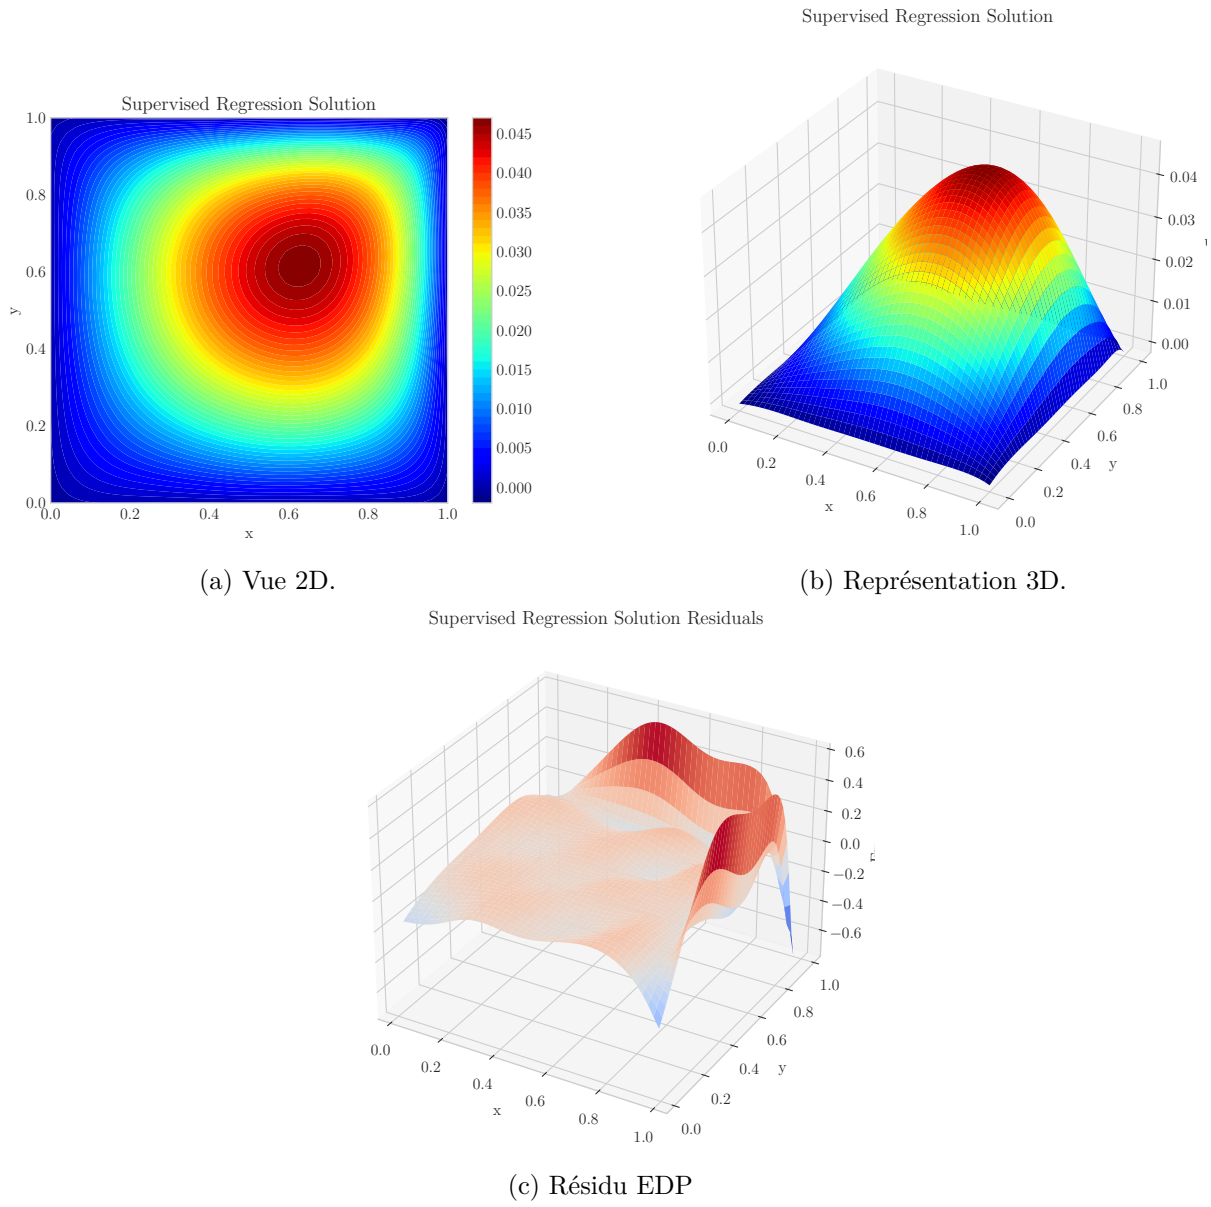 Supervised Regression Solution
1.0
0.8
0.6
0.4
0.2
0.0
y
0.0 0.2 0.4 0.6 0.8 1.0
x
0.045
0.040
0.035
0.030
0.025
0.020
0.015
0.010
0.005
0.000
(a) Vue 2D.
Supervised Regression Solution
0.04
0.03
0.02
0.01
0.00
0.0 0.2 0.4 0.6 0.8 1.0
x
0.0 0.2 0.4 0.6 0.8 1.0
y
(b) Représentation 3D.
Supervised Regression Solution Residuals
0.6
0.4
0.2
0.0
−0.2
−0.4
−0.6
0.0 0.2 0.4 0.6 0.8 1.0
x
0.0 0.2 0.4 0.6 0.8 1.0
y
(c) Résidu EDP